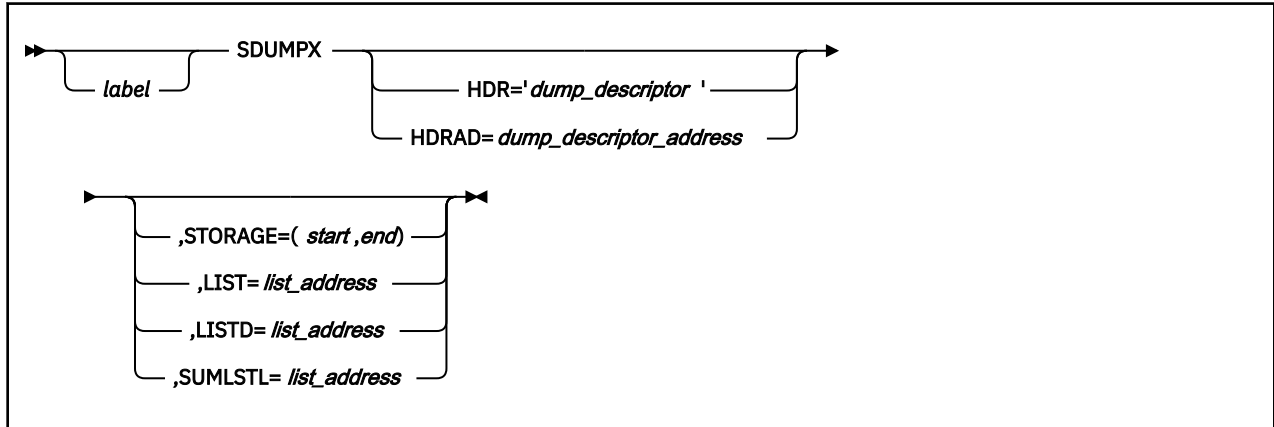 label SDUMPX
HDR='dump_descriptor '
HDRAD= dump_descriptor_address
,STORAGE=( start ,end)
,LIST= list_address
,LISTD= list_address
,SUMLSTL= list_address